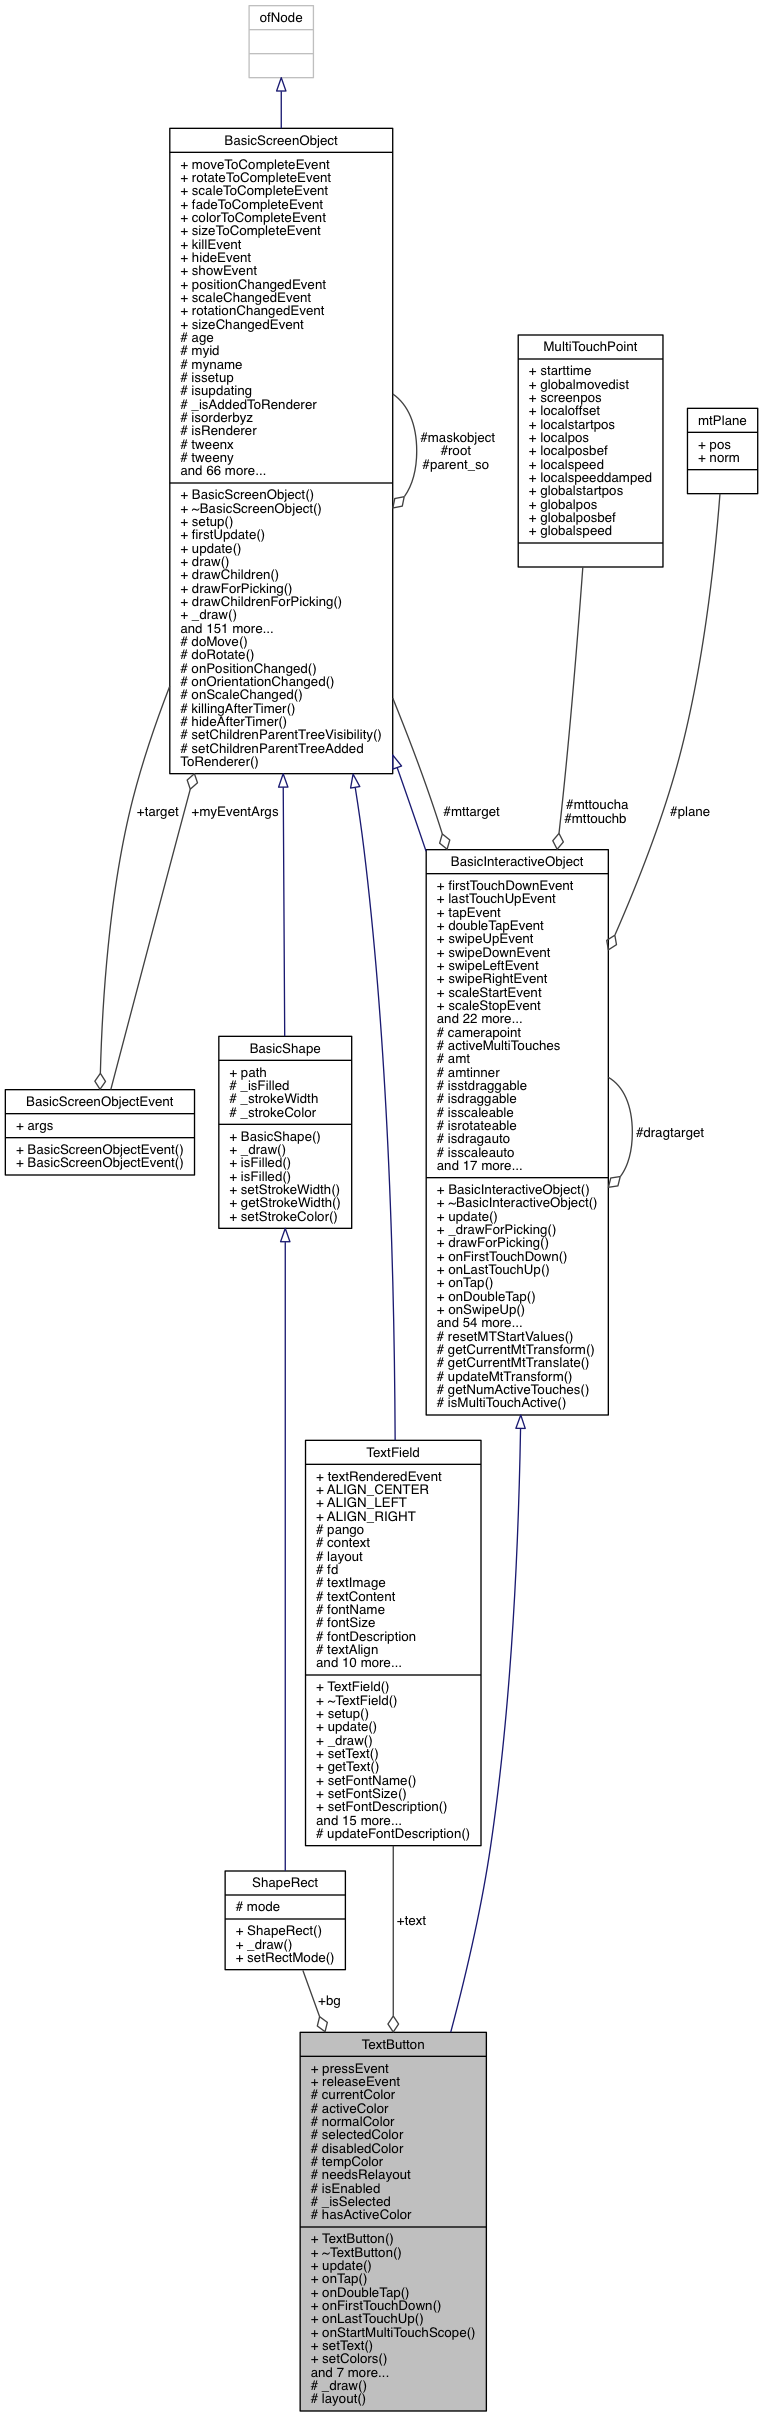 ofNode
BasicScreenObject
+ moveToCompleteEvent
+ rotateToCompleteEvent
+ scaleToCompleteEvent
+ fadeToCompleteEvent
+ colorToCompleteEvent
+ sizeToCompleteEvent
+ killEvent
+ hideEvent
+ showEvent
+ positionChangedEvent
+ scaleChangedEvent
+ rotationChangedEvent
+ sizeChangedEvent
# age
# myid
# myname
# issetup
# isupdating
# _isAddedToRenderer
# isorderbyz
# isRenderer
# tweenx
# tweeny
and 66 more...
+ BasicScreenObject()
+ ~BasicScreenObject()
+ setup()
+ firstUpdate()
+ update()
+ draw()
+ drawChildren()
+ drawForPicking()
+ drawChildrenForPicking()
+ _draw()
and 151 more...
# doMove()
# doRotate()
# onPositionChanged()
# onOrientationChanged()
# onScaleChanged()
# killingAfterTimer()
# hideAfterTimer()
# setChildrenParentTreeVisibility()
# setChildrenParentTreeAdded
ToRenderer()
#maskobject
#root
#parent_so
MultiTouchPoint
+ starttime
+ globalmovedist
+ screenpos
+ localoffset
+ localstartpos
+ localpos
+ localposbef
+ localspeed
+ localspeeddamped
+ globalstartpos
+ globalpos
+ globalposbef
+ globalspeed
mtPlane
+ pos
+ norm
+target
+myEventArgs
#mttarget
#mttoucha
#mttouchb
#plane
BasicInteractiveObject
+ firstTouchDownEvent
+ lastTouchUpEvent
+ tapEvent
+ doubleTapEvent
+ swipeUpEvent
+ swipeDownEvent
+ swipeLeftEvent
+ swipeRightEvent
+ scaleStartEvent
+ scaleStopEvent
and 22 more...
# camerapoint
# activeMultiTouches
# amt
# amtinner
# isstdraggable
# isdraggable
# isscaleable
# isrotateable
# isdragauto
# isscaleauto
and 17 more...
+ BasicInteractiveObject()
+ ~BasicInteractiveObject()
+ update()
+ _drawForPicking()
+ drawForPicking()
+ onFirstTouchDown()
+ onLastTouchUp()
+ onTap()
+ onDoubleTap()
+ onSwipeUp()
and 54 more...
# resetMTStartValues()
# getCurrentMtTransform()
# getCurrentMtTranslate()
# updateMtTransform()
# getNumActiveTouches()
# isMultiTouchActive()
#dragtarget
BasicScreenObjectEvent
+ args
+ BasicScreenObjectEvent()
+ BasicScreenObjectEvent()
BasicShape
+ path
# _isFilled
# _strokeWidth
# _strokeColor
+ BasicShape()
+ _draw()
+ isFilled()
+ isFilled()
+ setStrokeWidth()
+ getStrokeWidth()
+ setStrokeColor()
TextField
+ textRenderedEvent
+ ALIGN_CENTER
+ ALIGN_LEFT
+ ALIGN_RIGHT
# pango
# context
# layout
# fd
# textImage
# textContent
# fontName
# fontSize
# fontDescription
# textAlign
and 10 more...
+ TextField()
+ ~TextField()
+ setup()
+ update()
+ _draw()
+ setText()
+ getText()
+ setFontName()
+ setFontSize()
+ setFontDescription()
and 15 more...
# updateFontDescription()
ShapeRect
# mode
+ ShapeRect()
+ _draw()
+ setRectMode()
+text
+bg
TextButton
+ pressEvent
+ releaseEvent
# currentColor
# activeColor
# normalColor
# selectedColor
# disabledColor
# tempColor
# needsRelayout
# isEnabled
# _isSelected
# hasActiveColor
+ TextButton()
+ ~TextButton()
+ update()
+ onTap()
+ onDoubleTap()
+ onFirstTouchDown()
+ onLastTouchUp()
+ onStartMultiTouchScope()
+ setText()
+ setColors()
and 7 more...
# _draw()
# layout()